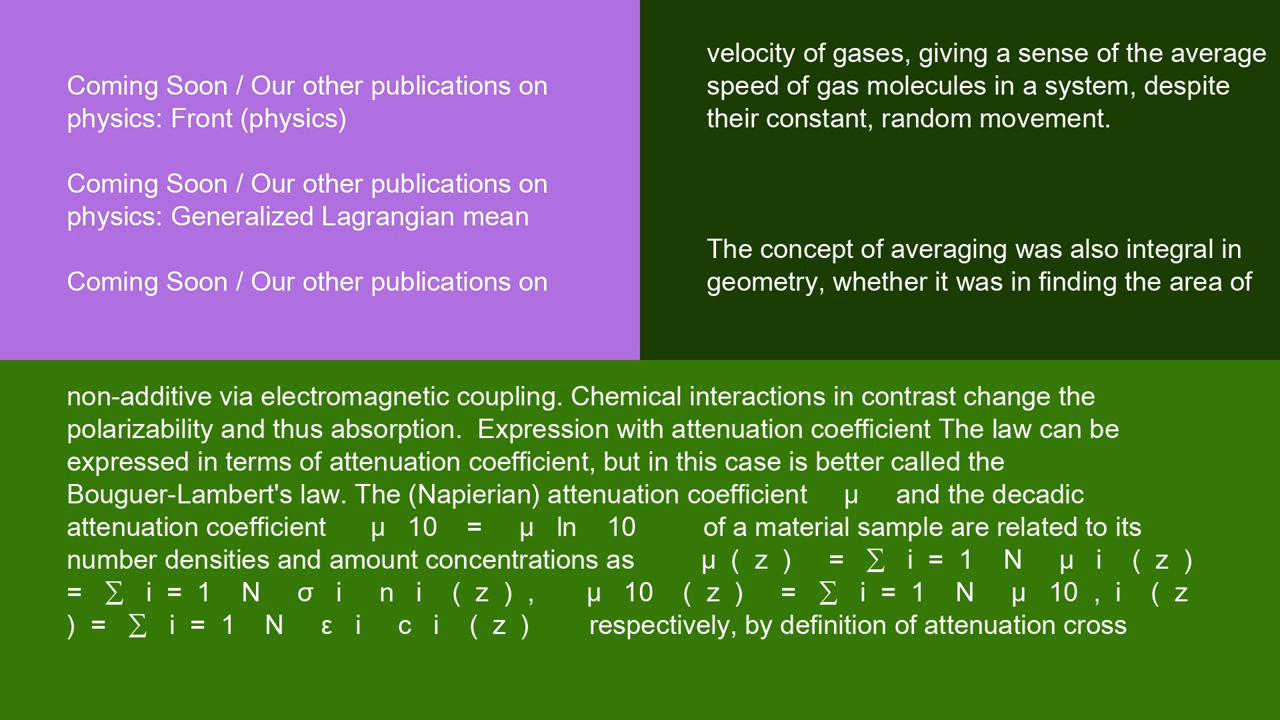 Coming Soon / Our other publications on
physics: Front (physics)
Coming Soon / Our other publications on
physics: Generalized Lagrangian mean
Coming Soon / Our other publications on
velocity of gases, giving a sense of the average
speed of gas molecules in a system, despite
their constant, random movement.
The concept of averaging was also integral in
geometry, whether it was in finding the area of
non-additive via electromagnetic coupling. Chemical interactions in contrast change the
polarizability and thus absorption. Expression with attenuation coefficient The law can be
expressed in terms of attenuation coefficient, but in this case is better called the
Bouguer-Lambert's law. The (Napierian) attenuation coefficient μ and the decadic
attenuation coefficient μ 10 = μ ln 10 of a material sample are related to its
number densities and amount concentrations as μ ( z ) = ∑ i = 1 N μ i ( z )
= ∑ i = 1 N σ i n i ( z ) , μ 10 ( z ) = ∑ i = 1 N μ 10 , i ( z
) = ∑ i = 1 N ε i c i ( z ) respectively, by definition of attenuation cross